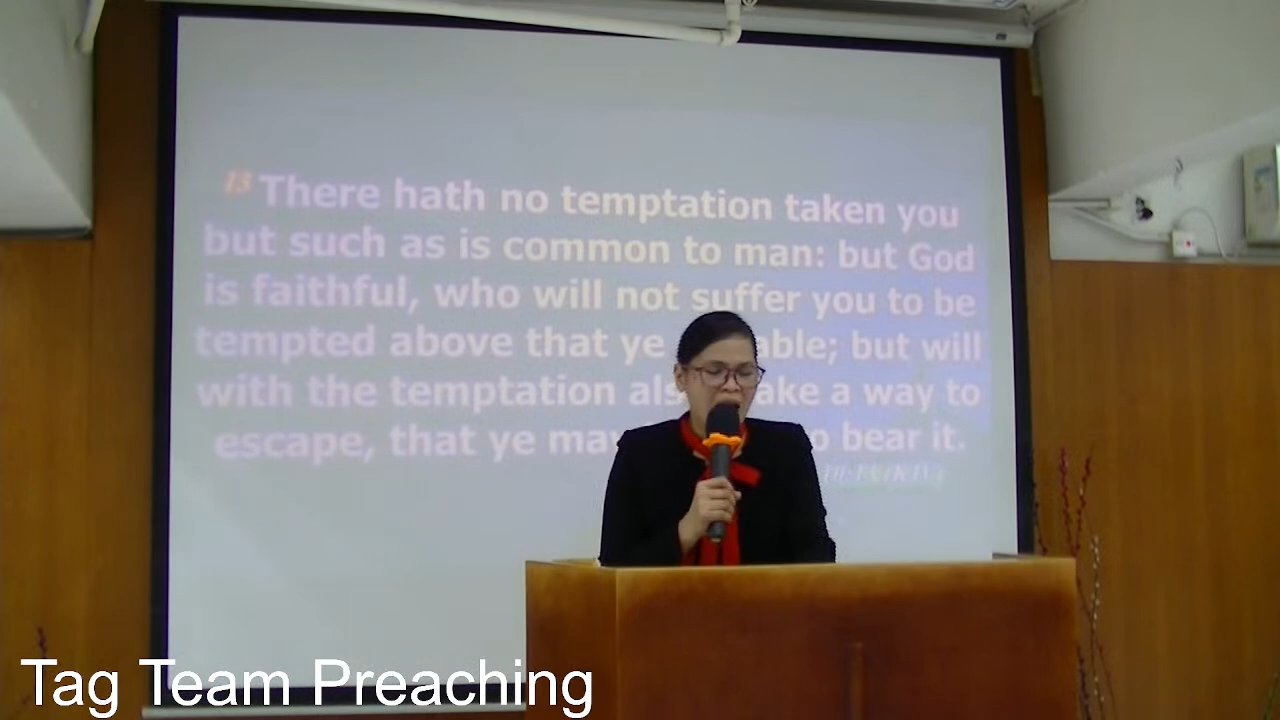 13 There hath no temptation taken you
but such as is common to man: but God
is faithful, who will not suffer you to be
tempted above that ye able; but will
with the temptation als ake a way to
escape, that ye may o bear it.
Tag Team Preaching